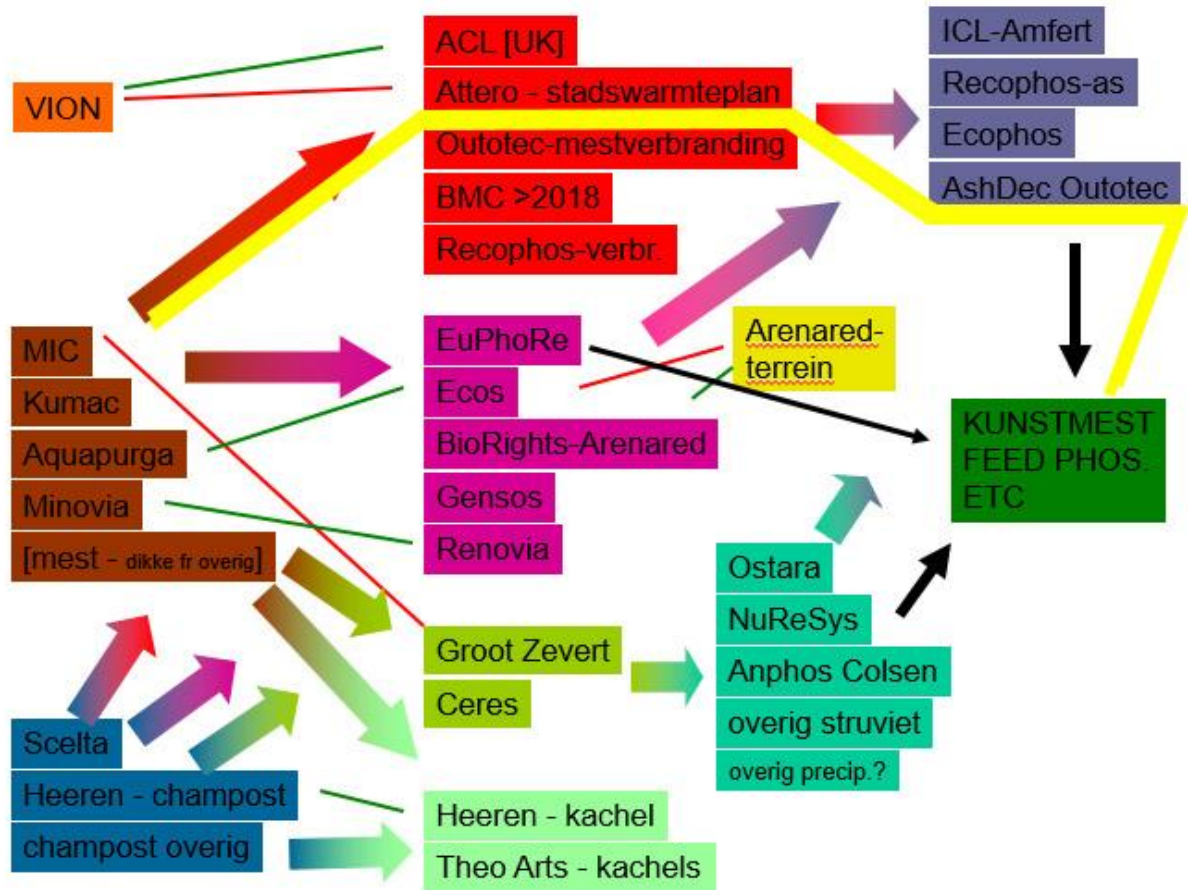 VION
ACL [UK]
Attero - stadswarmteplan
Outotec-mestverbranding
BMC >2018
Recophos-verbr.
ICL-Amfert
Recophos-as
Ecophos
AshDec Outotec
MIC
Kumac
Aquapurga
Minovia
[mest - dikke fr overig]
EuPhoRe
Ecos
BioRights-Arenared
Gensos
Renovia
Arenared-
terrein
KUNSTMEST
FEED PHOS.
ETC
Groot Zevert
Ceres
Ostara
NuReSys
Anphos Colsen
overig struviet
overig precip.?
Scelta
Heeren - champost
champost overig
Heeren - kachel
Theo Arts - kachels